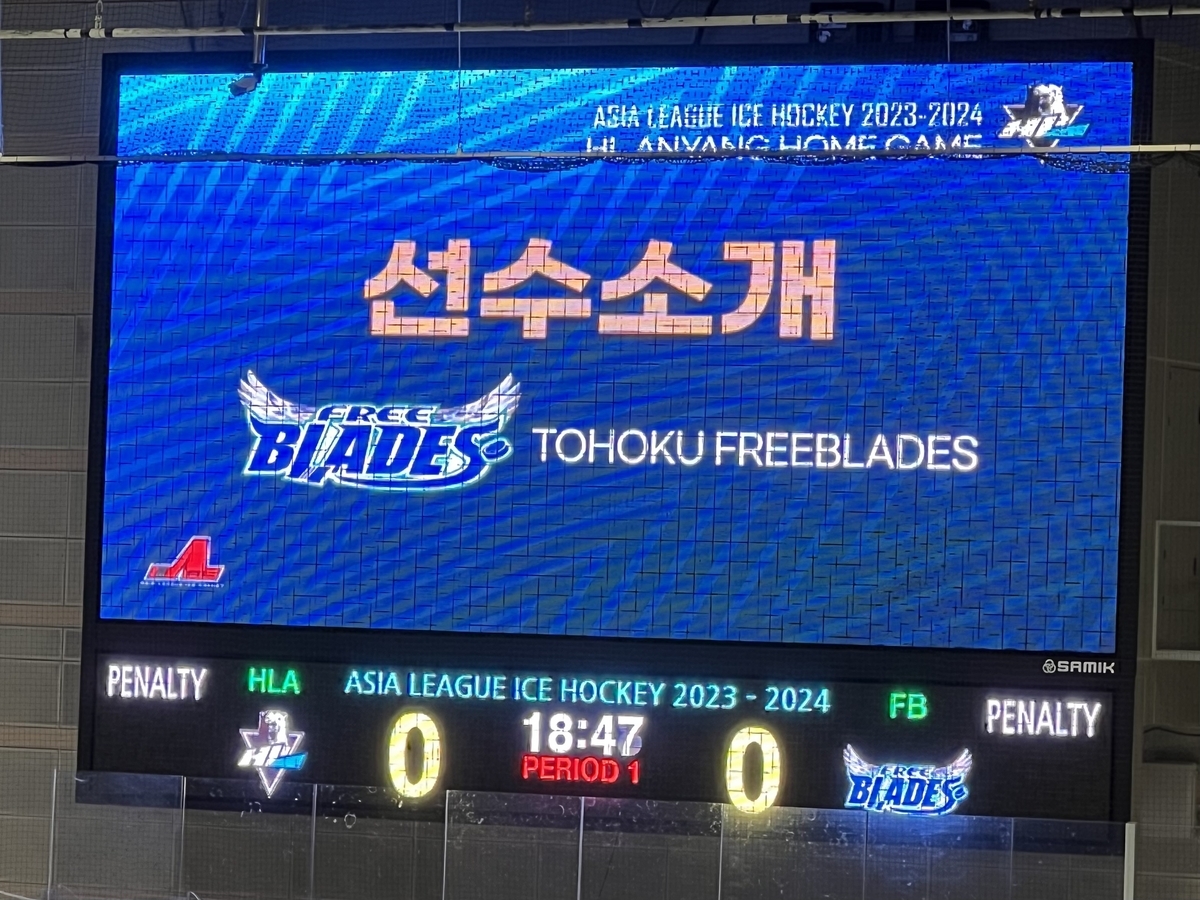 ASIA LEAGUE ICE HOCKEY 2023-2024
HL ANYANG HOME GAME
선수소개
FREE
BLADES
TOHOKU FREEBLADES
SAMIK
PENALTY
HLA
ASIA LEAGUE ICE HOCKEY 2023 - 2024
FB
PENALTY
0
18:47
0
PERIOD 1
HL
FREE
BLADES